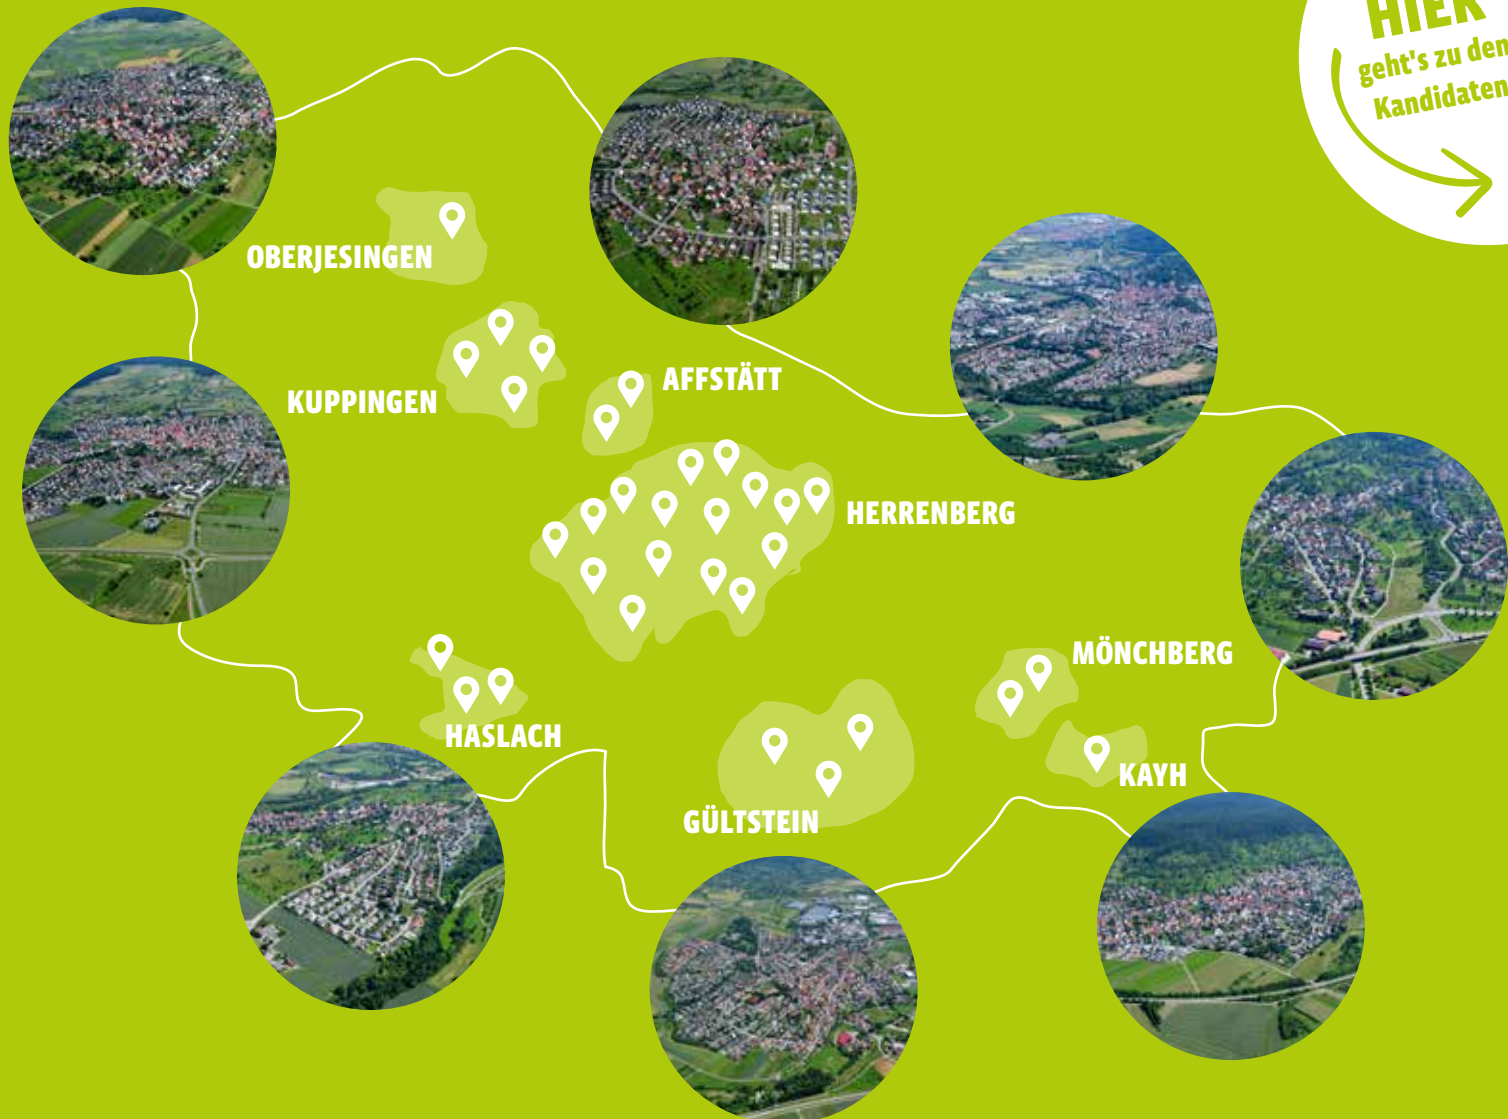 HIER
geht's zu den
Kandidaten
OBERJESINGEN
KUPPINGEN
AFFSTÄTT
HERRENBERG
MÖNCHBERG
HASLACH
KAYH
GÜLTSTEIN